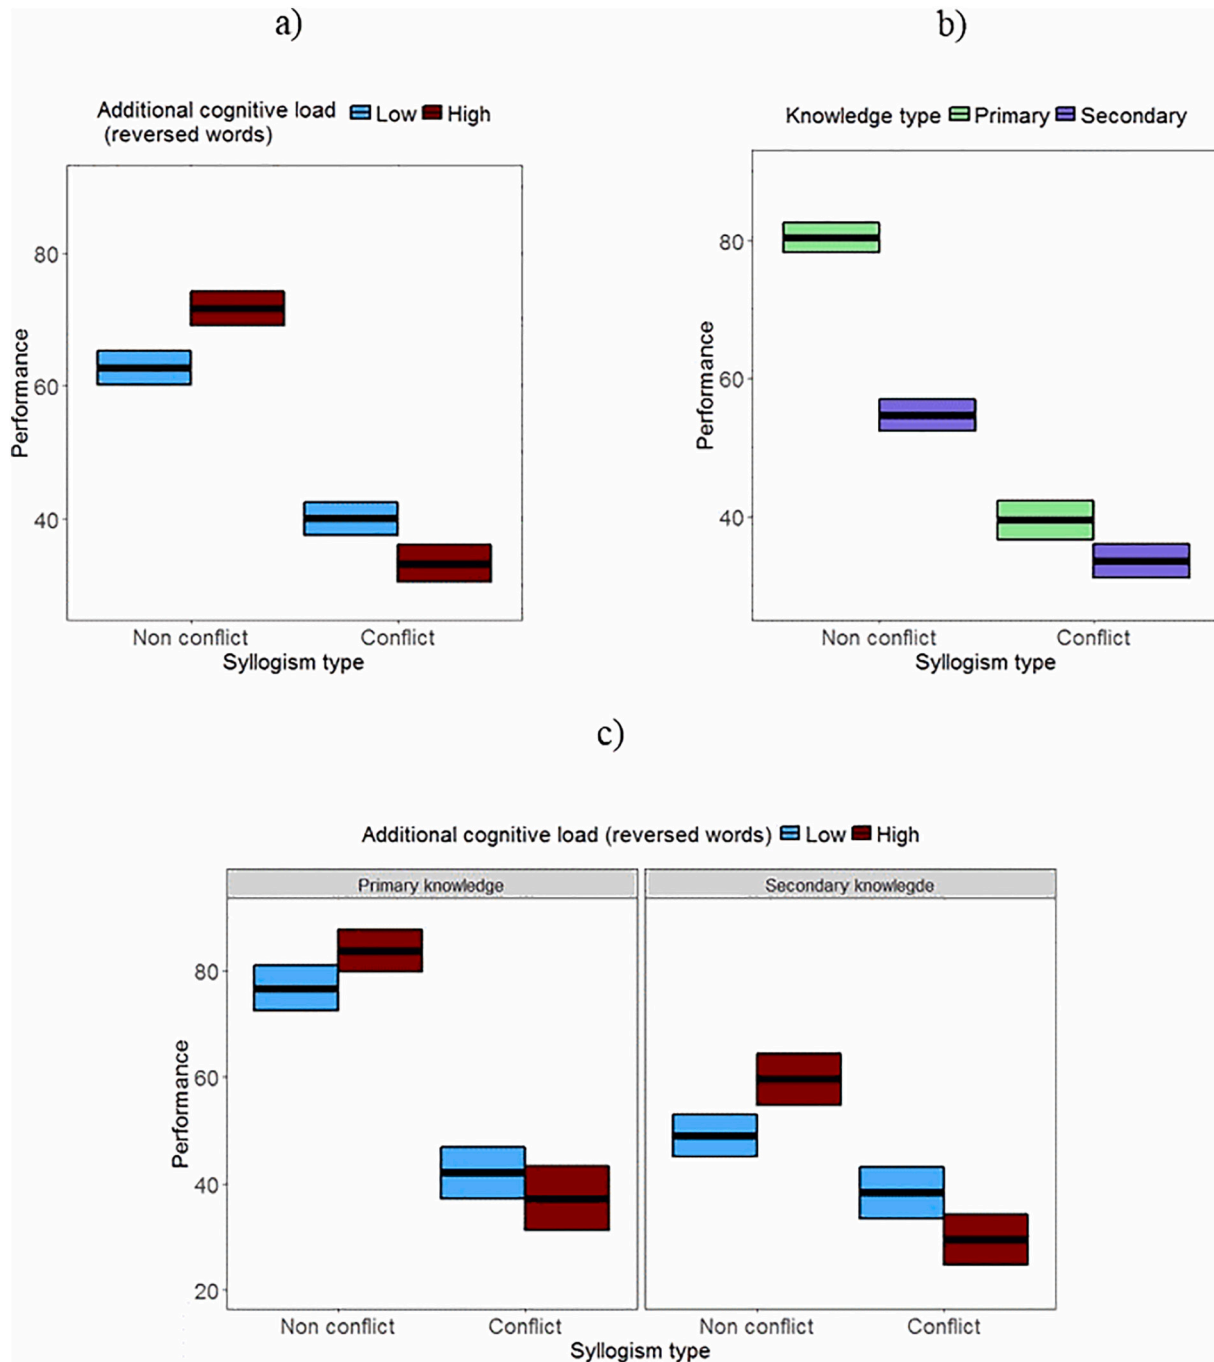 a)
Additional cognitive load
(reversed words)
Low
High
80
60
40
Performance
Non conflict
Conflict
Syllogism type
b)
Knowledge type
Primary
Secondary
80
60
40
Performance
Non conflict
Conflict
Syllogism type
c)
Additional cognitive load (reversed words)
Low
High
Primary knowledge
Secondary knowlegde
80
60
40
20
Performance
Non conflict
Conflict
Non conflict
Conflict
Syllogism type